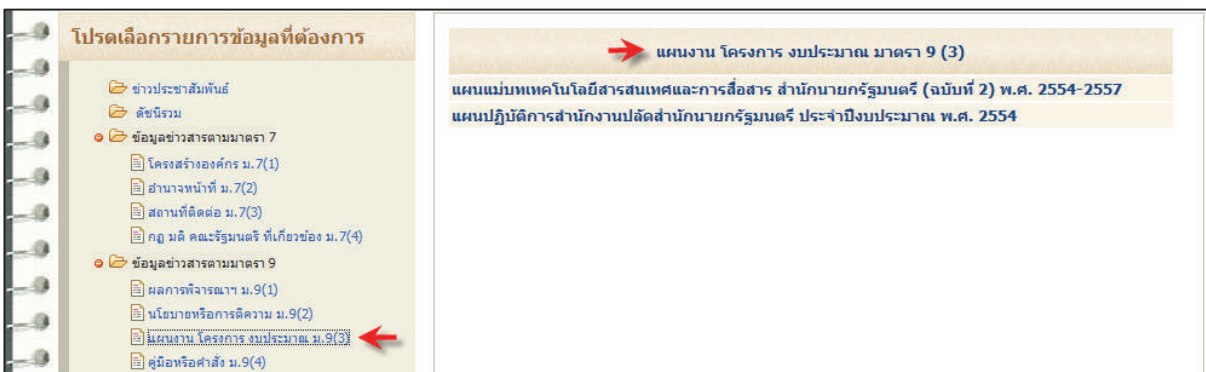 โปรดเลือกรายการข้อมูลที่ต้องการ
ข่าวประชาสัมพันธ์
ดัชนีรวม
ข้อมูลข่าวสารตามมาตรา 7
โครงสร้างองค์กร ม.7(1)
อำนาจหน้าที่ ม.7(2)
สถานที่ติดต่อ ม.7(3)
กฎ มติ คณะรัฐมนตรี ที่เกี่ยวข้อง ม.7(4)
ข้อมูลข่าวสารตามมาตรา 9
ผลการพิจารณาฯ ม.9(1)
นโยบายหรือการตีความ ม.9(2)
แผนงาน โครงการ งบประมาณ ม.9(3)
คู่มือหรือคำสั่ง ม.9(4)
แผนงาน โครงการ งบประมาณ มาตรา 9 (3)
แผนแม่บทเทคโนโลยีสารสนเทศและการสื่อสาร สำนักนายกรัฐมนตรี (ฉบับที่ 2) พ.ศ. 2554-2557
แผนปฏิบัติการสำนักงานปลัดสำนักนายกรัฐมนตรี ประจำปีงบประมาณ พ.ศ. 2554